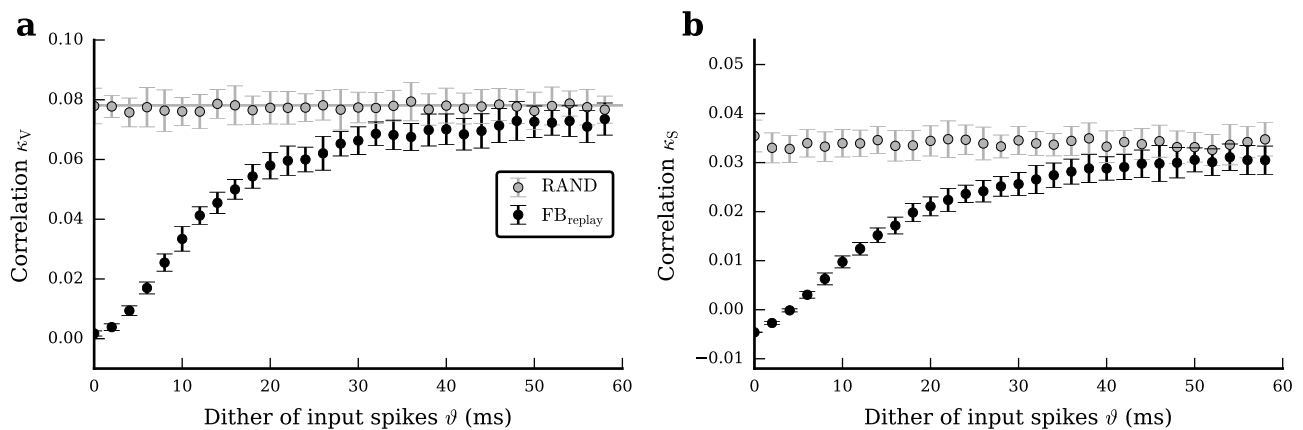 a
0.10
0.08
0.06
0.04
0.02
0.00
Correlation κV
RAND
FBreplay
0 10 20 30 40 50 60
Dither of input spikes ϑ (ms)
b
0.05
0.04
0.03
0.02
0.01
0.00
−0.01
Correlation κS
0 10 20 30 40 50 60
Dither of input spikes ϑ (ms)